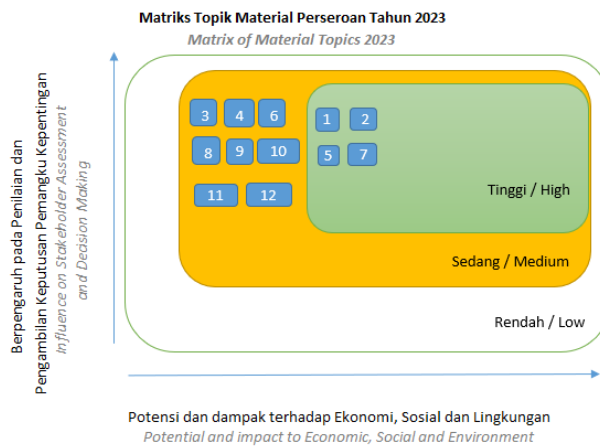 Matriks Topik Material Perseroan Tahun 2023
Matrix of Material Topics 2023
Berpengaruh pada Penilaian dan
Pengambilan Keputusan Pemangku Kepentingan
Influence on Stakeholder Assessment
and Decision Making
3 4 6 1 2
8 9 10 5 7
11 12
Tinggi / High
Sedang / Medium
Rendah / Low
Potensi dan dampak terhadap Ekonomi, Sosial dan Lingkungan
Potential and impact to Economic, Social and Environment